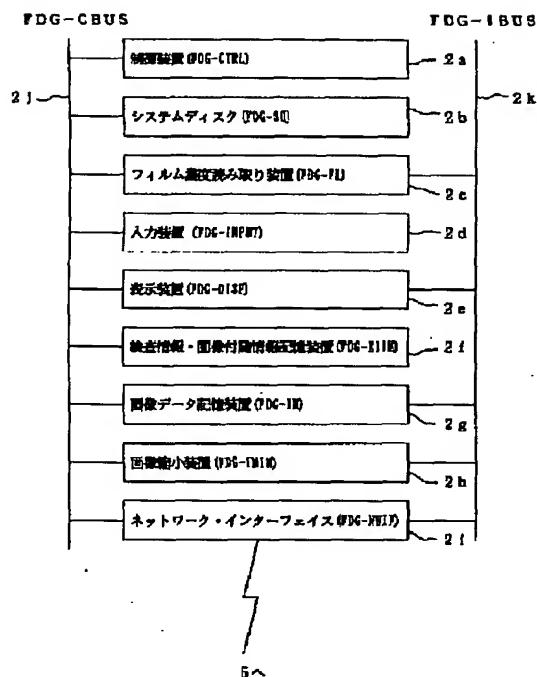 FDG-CBUS
FDG-IBUS
制御装置(FDG-CTRL)
2a
2j
2k
システムディスク(FDG-SD)
2b
フィルム濃度読み取り装置(FDG-FR)
2c
入力装置(FDG-INPUT)
2d
表示装置(FDG-DISP)
2e
検査情報・画像付随情報記憶装置
2f
画像データ記憶装置(FDG-IM)
2g
画像縮小装置(FDG-IMIN)
2h
ネットワーク・インターフェイス(FDG-NWIF)
2i
6へ